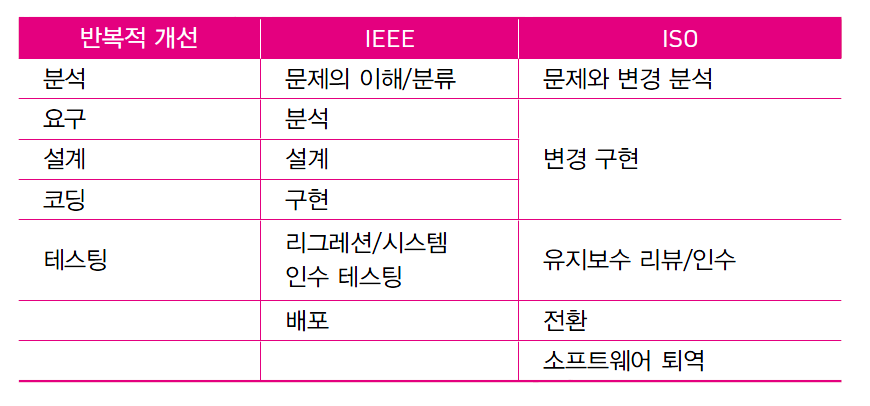 반복적 개선 IEEE ISO
분석 문제의 이해/분류 문제와 변경 분석
요구 분석
설계 설계 변경 구현
코딩 구현
테스팅 리그레션/시스템 인수 테스팅 유지보수 리뷰/인수
배포 전환
소프트웨어 퇴역